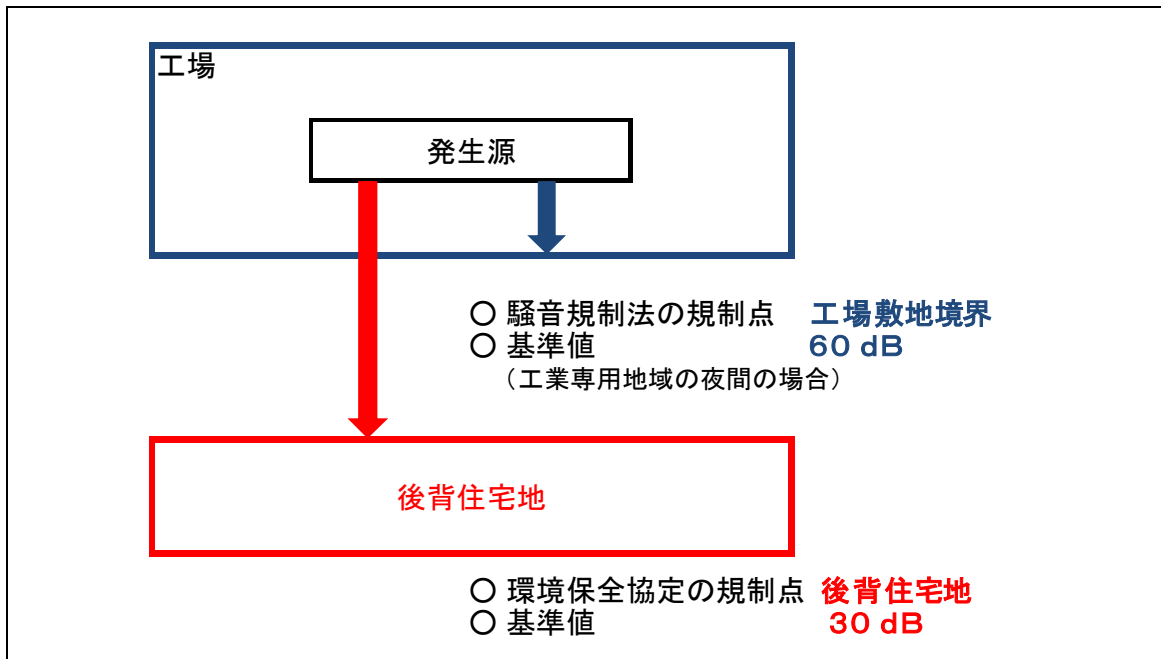 工場
発生源
○ 騒音規制法の規制点 工場敷地境界
○ 基準値 60 dB
（工業専用地域の夜間の場合）
後背住宅地
○ 環境保全協定の規制点 後背住宅地
○ 基準値 30 dB